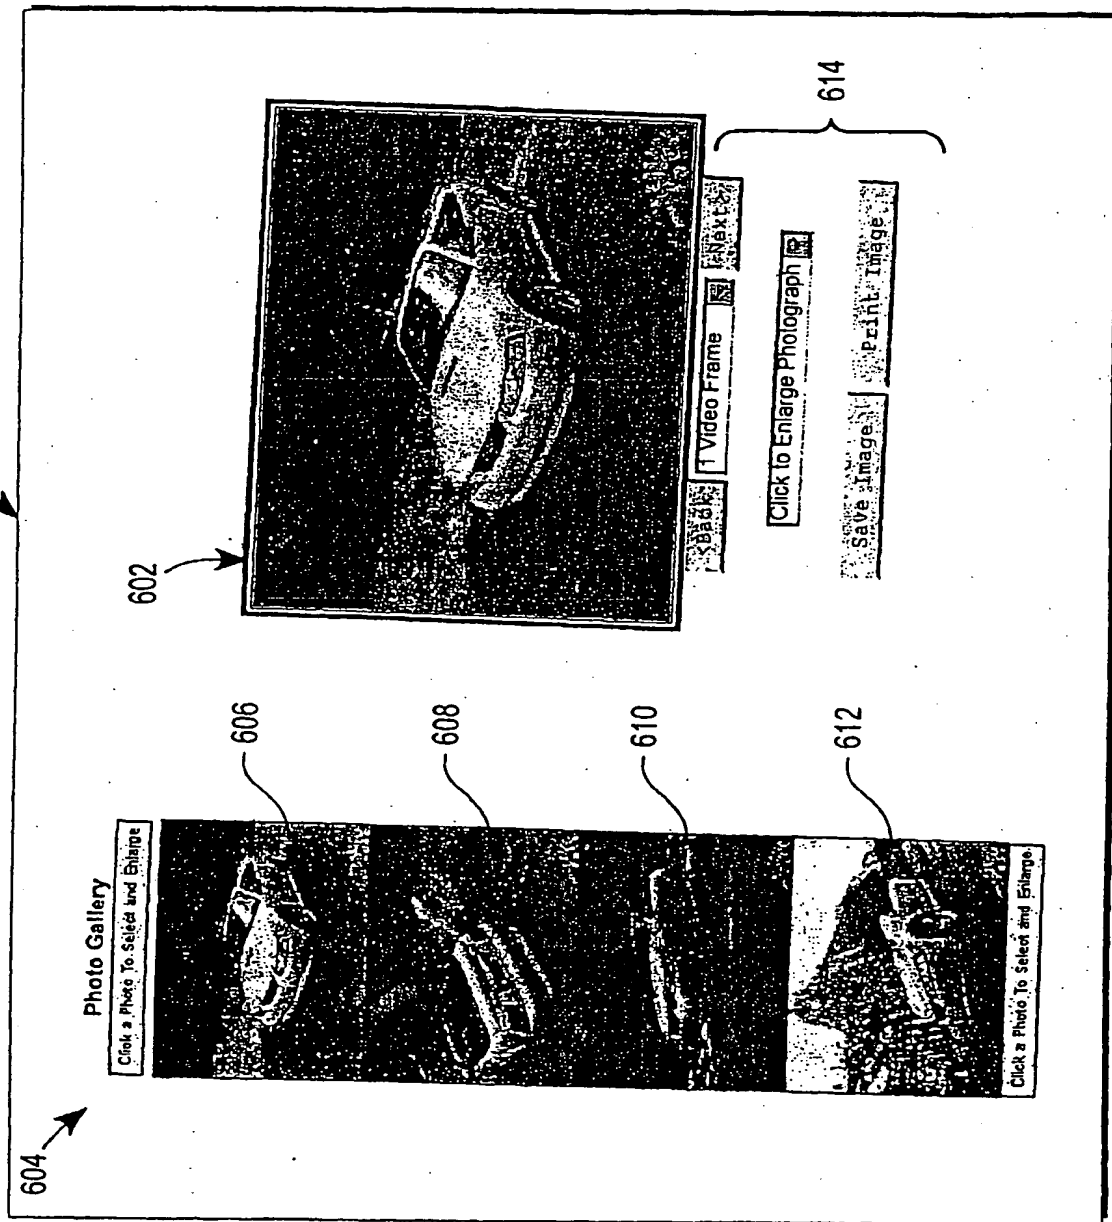 604
Photo Gallery
Click a Photo To Select and Enlarge
606
608
610
612
Click a Photo To Select and Enlarge
602
<Back
1 Video Frame
Next>
Click to Enlarge Photograph
Save Image
Print Image
614